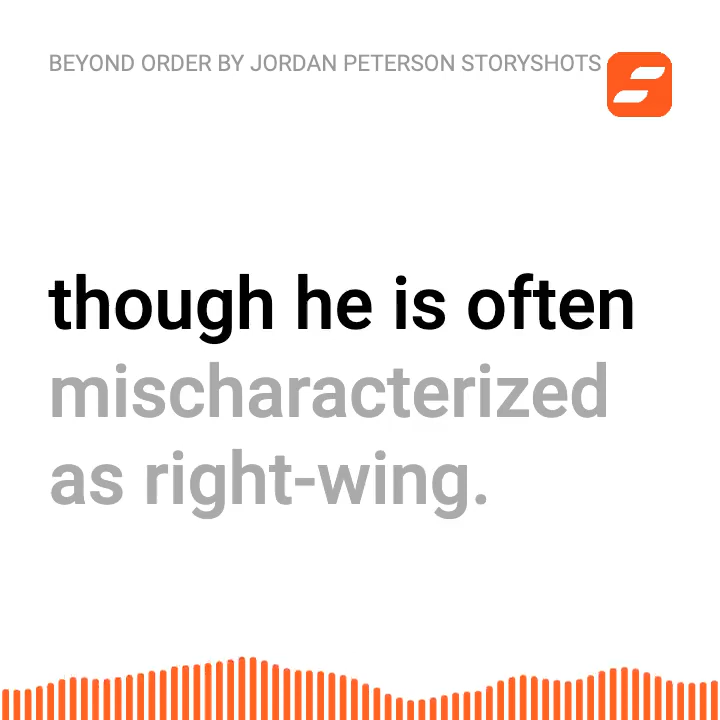 BEYOND ORDER BY JORDAN PETERSON STORYSHOTS
though he is often
mischaracterized
as right-wing.